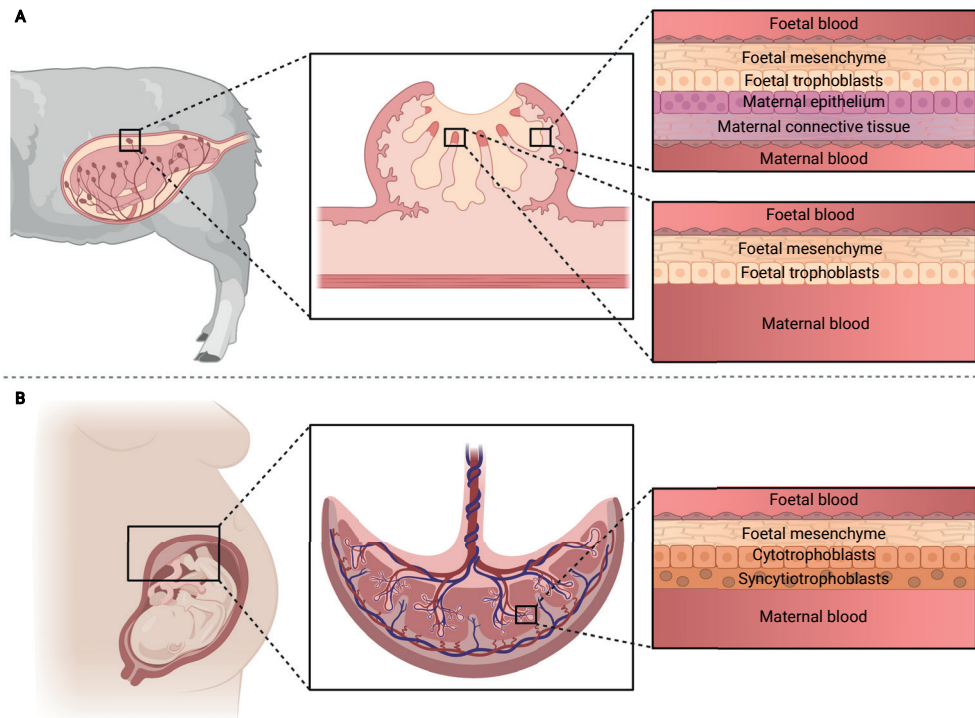 A
Foetal blood
Foetal mesenchyme
Foetal trophoblasts
Maternal epithelium
Maternal connective tissue
Maternal blood
Foetal blood
Foetal mesenchyme
Foetal trophoblasts
Maternal blood
B
Foetal blood
Foetal mesenchyme
Cytotrophoblasts
Syncytiotrophoblasts
Maternal blood